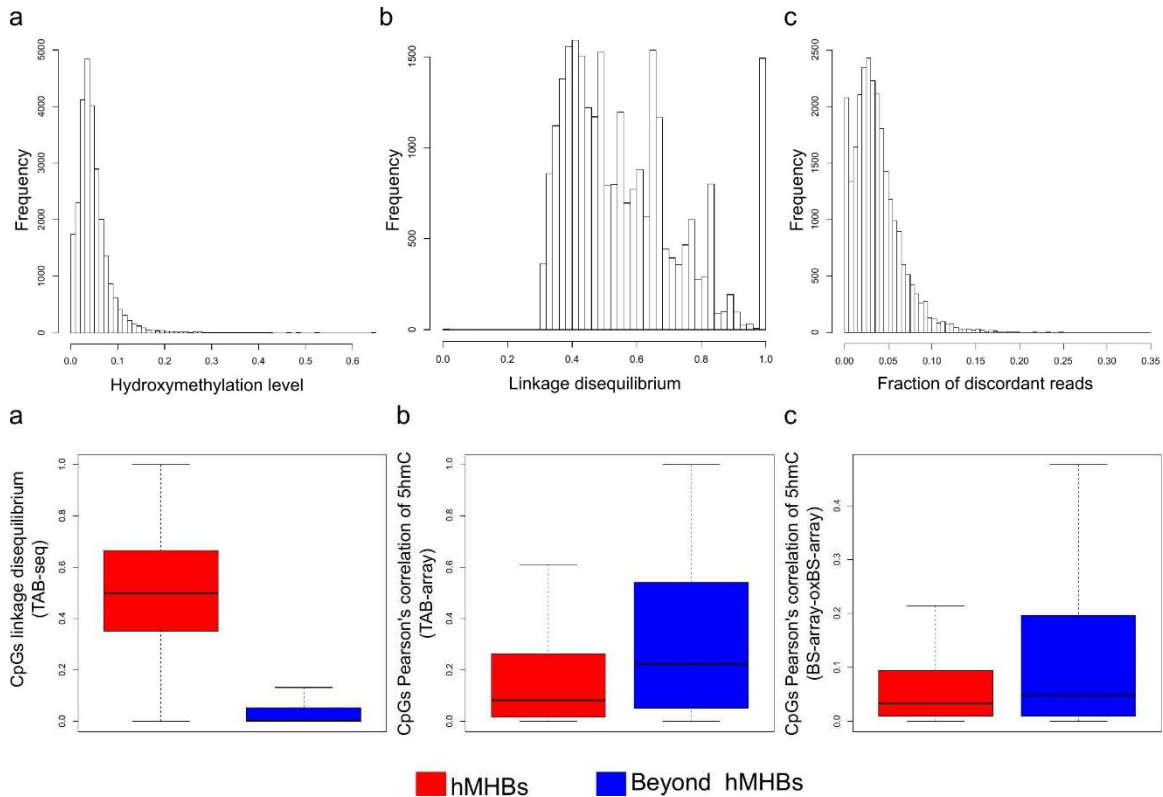 a
b
c
Frequency
0 1000 2000 3000 4000 5000
0.0 0.1 0.2 0.3 0.4 0.5 0.6
Hydroxymethylation level
Frequency
0 500 1000 1500
0.0 0.2 0.4 0.6 0.8 1.0
Linkage disequilibrium
Frequency
0 500 1000 1500 2000 2500
0.00 0.05 0.10 0.15 0.20 0.25 0.30 0.35
Fraction of discordant reads
a
b
c
CpGs linkage disequilibrium
(TAB-seq)
0.0 0.2 0.4 0.6 0.8 1.0
CpGs Pearson's correlation of 5hmC
(TAB-array)
0.0 0.2 0.4 0.6 0.8 1.0
CpGs Pearson's correlation of 5hmC
(BS-array-oxBS-array)
0.0 0.1 0.2 0.3 0.4
hMHBs
Beyond hMHBs